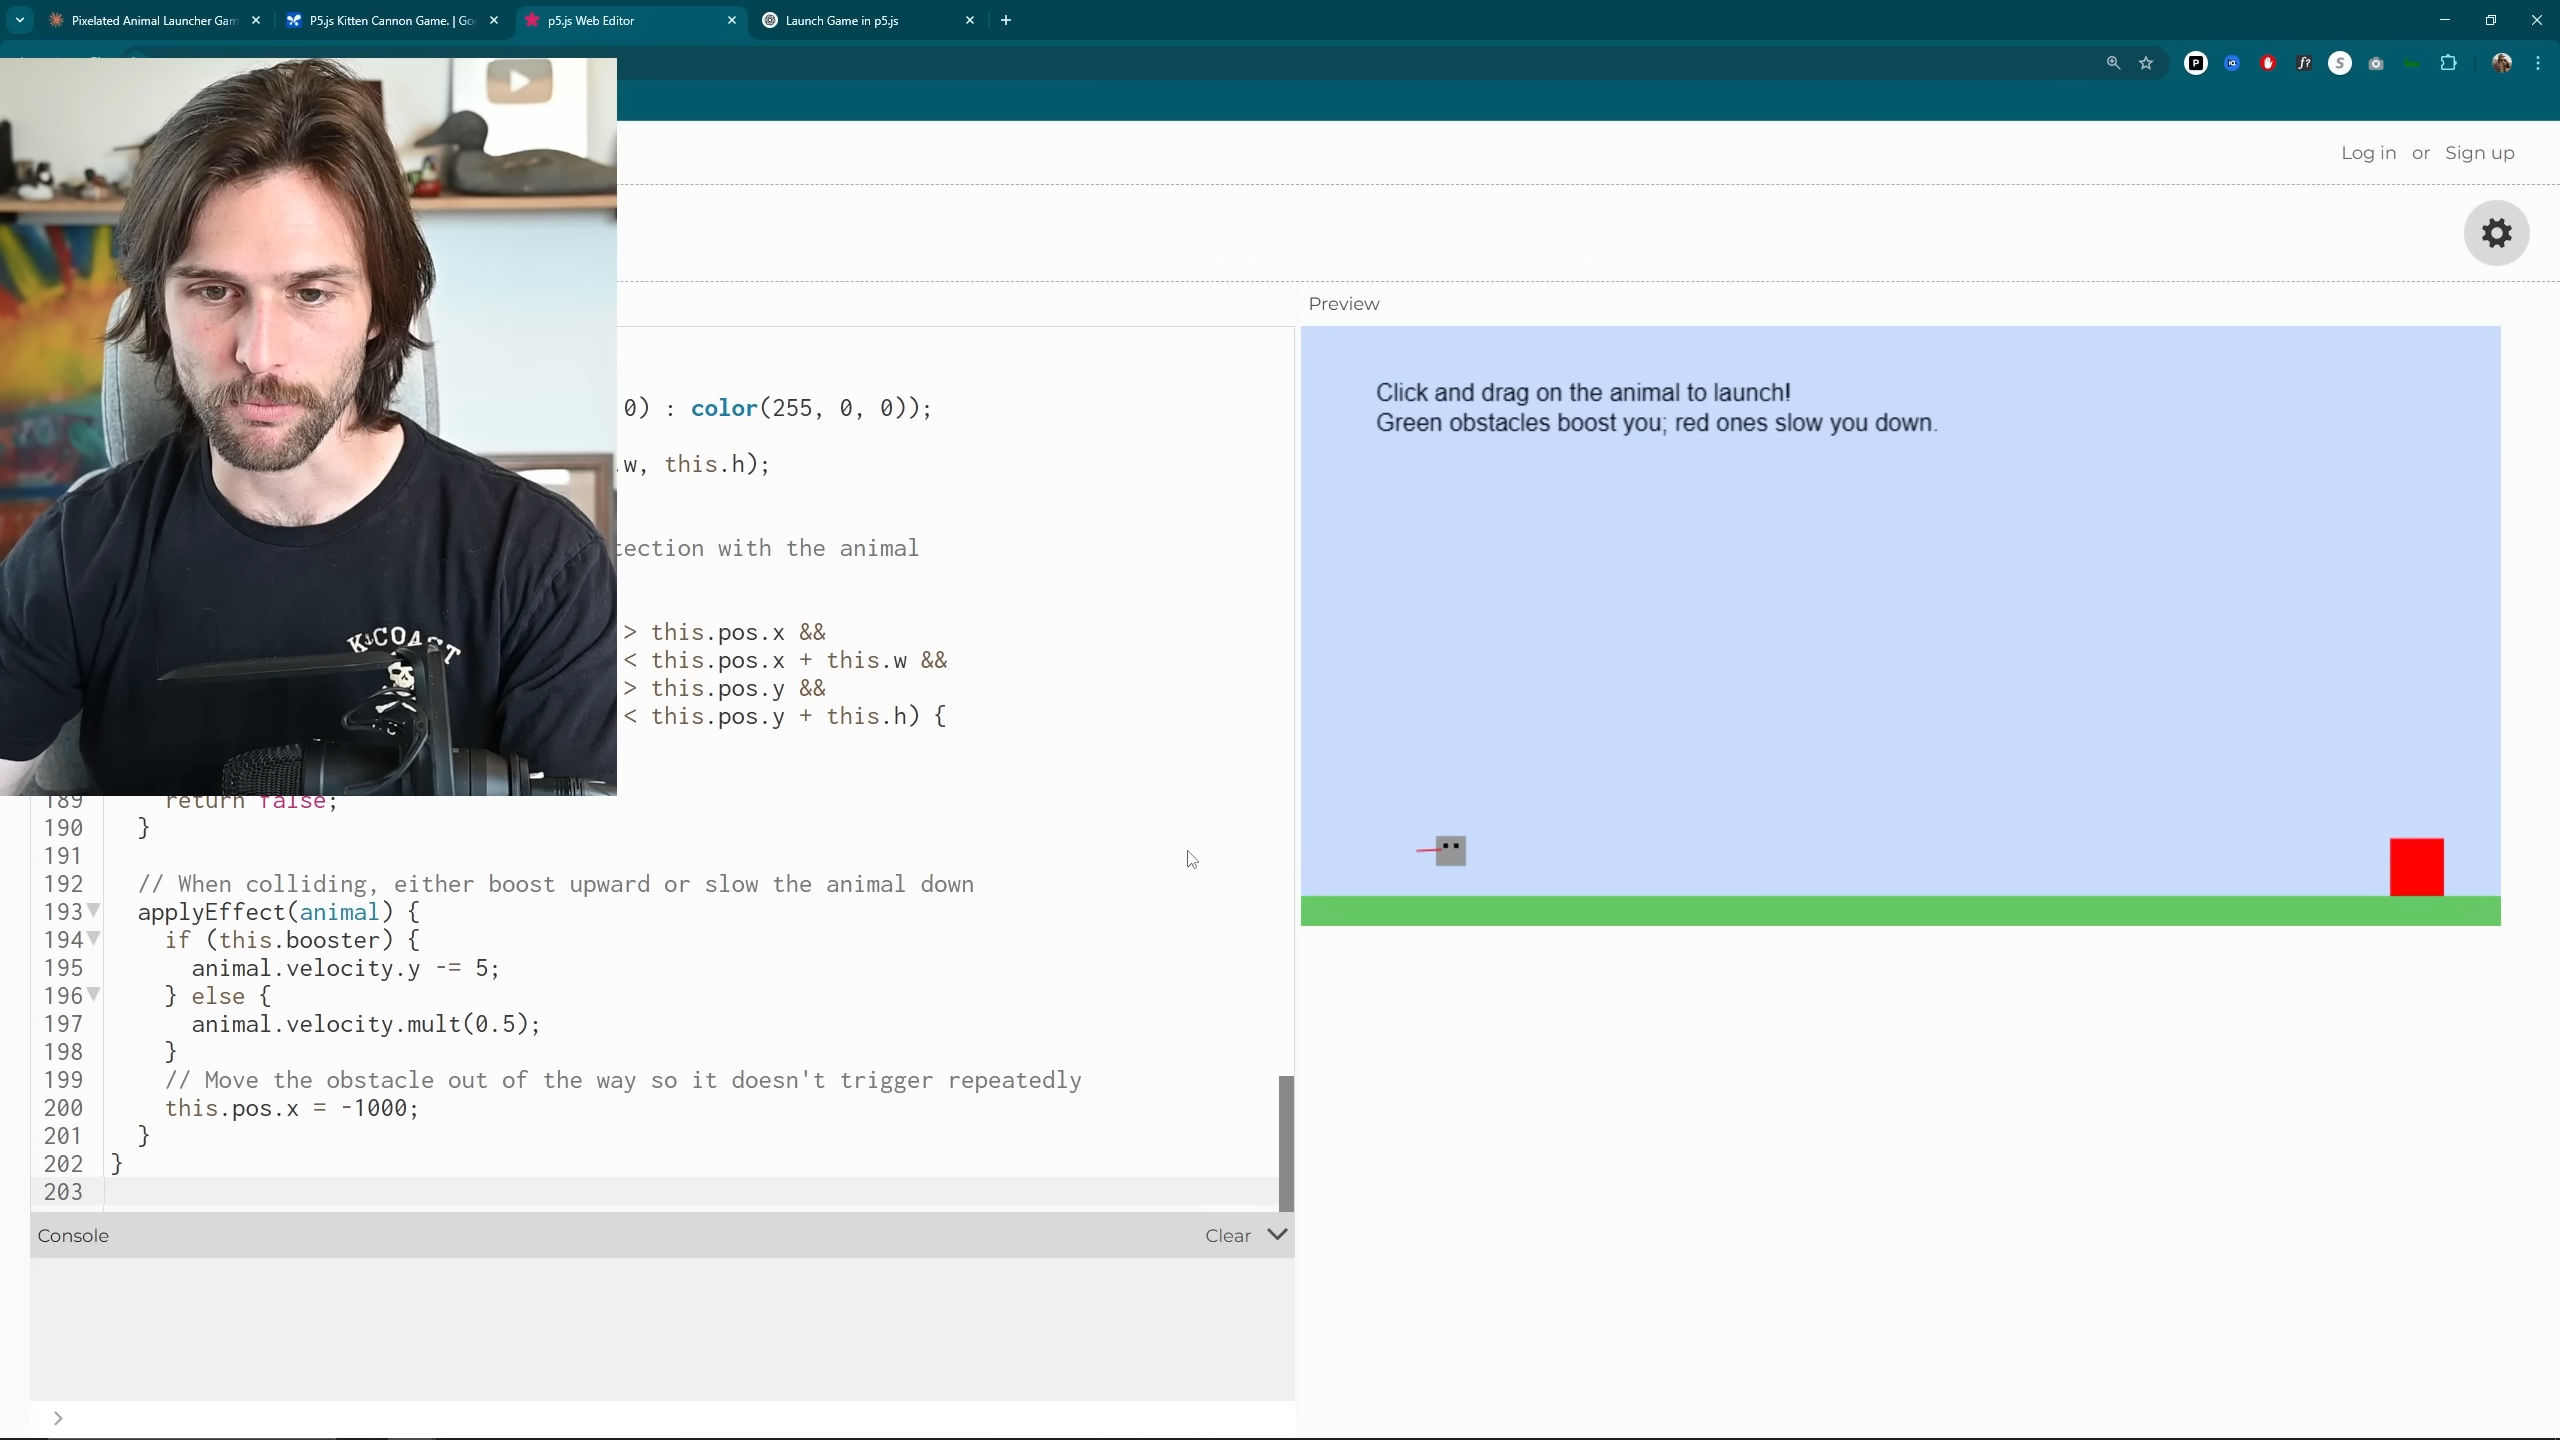 Pixelated Animal Launcher Gam
P5.js Kitten Cannon Game. | Goo
p5.js Web Editor
Launch Game in p5.js
Log in or Sign up
Preview
0) : color(255, 0, 0));
.w, this.h);
tection with the animal
> this.pos.x &&
< this.pos.x + this.w &&
> this.pos.y &&
< this.pos.y + this.h) {
189 return false;
190 }
191
192 // When colliding, either boost upward or slow the animal down
193 applyEffect(animal) {
194 if (this.booster) {
195 animal.velocity.y -= 5;
196 } else {
197 animal.velocity.mult(0.5);
198 }
199 // Move the obstacle out of the way so it doesn't trigger repeatedly
200 this.pos.x = -1000;
201 }
202 }
203
Console
Clear
>
Click and drag on the animal to launch!
Green obstacles boost you; red ones slow you down.